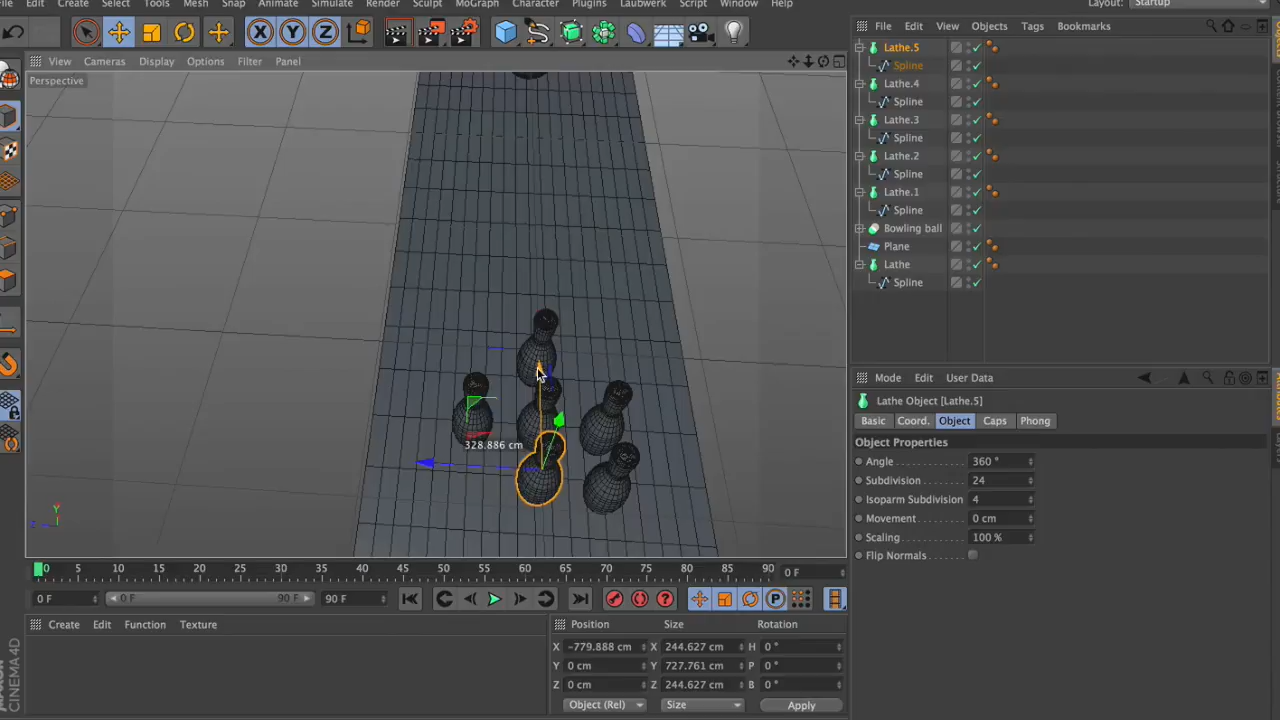 Create Select Tools Mesh Snap Animate Simulate Render Sculpt MoGraph Character Plugins Laubwerk Script Window Help Layout: Startup
X Y Z
File Edit View Objects Tags Bookmarks
View Cameras Display Options Filter Panel
Perspective
Lathe.5
Spline
Lathe.4
Spline
Lathe.3
Spline
Lathe.2
Spline
Lathe.1
Spline
Bowling ball
Plane
Lathe
Spline
328.886 cm
Y
Z
Mode Edit User Data
Lathe Object [Lathe.5]
Basic Coord. Object Caps Phong
Object Properties
Angle 360 °
Subdivision 24
Isoparm Subdivision 4
Movement 0 cm
Scaling 100 %
Flip Normals
0 5 10 15 20 25 30 35 40 45 50 55 60 65 70 75 80 85 90 0 F
0 F 0 F 90 F 90 F P
Create Edit Function Texture
Position Size Rotation
X -779.888 cm X 244.627 cm H 0 °
Y 0 cm Y 727.761 cm P 0 °
Z 0 cm Z 244.627 cm B 0 °
Object (Rel) Size Apply
MAXON CINEMA 4D